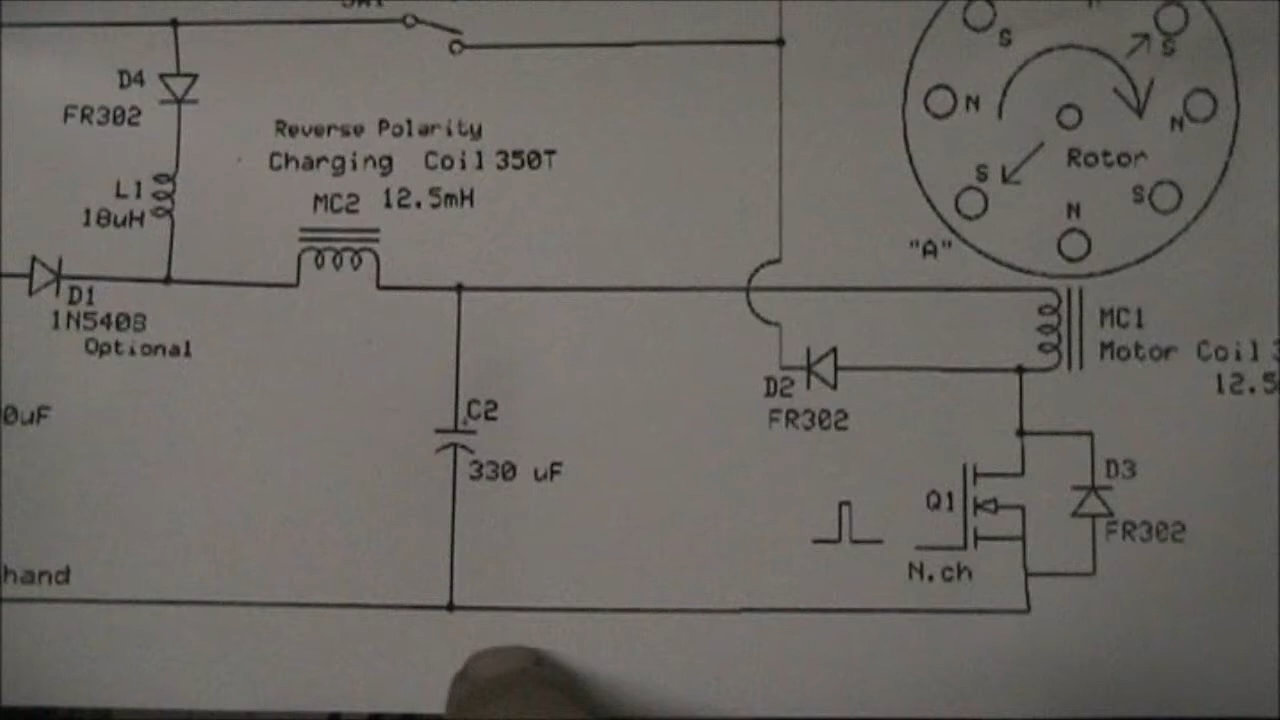 D4
FR302
L1
18uH
Reverse Polarity
Charging Coil 350T
MC2 12.5mH
D1
1N5408
Optional
C2
330 uF
0uF
hand
S
S
N
N
Rotor
S
S
N
"A"
MC1
Motor Coil
12.5
D2
FR302
Q1
N.ch
D3
FR302